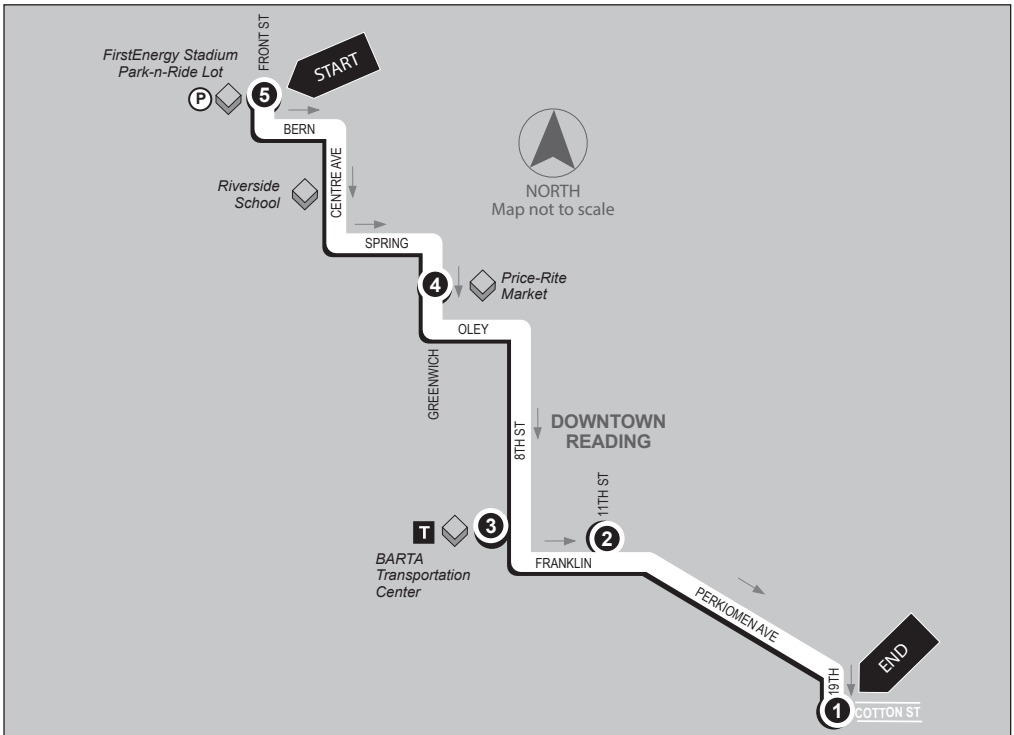 FRONT ST
FirstEnergy Stadium
Park-n-Ride Lot
P
5
START
BERN
CENTRE AVE
Riverside
School
NORTH
Map not to scale
SPRING
4
Price-Rite
Market
OLEY
GREENWICH
8TH ST
DOWNTOWN
READING
11TH ST
T
3
2
BARTA
Transportation
Center
FRANKLIN
PERKIOMEN AVE
END
19TH
1
COTTON ST